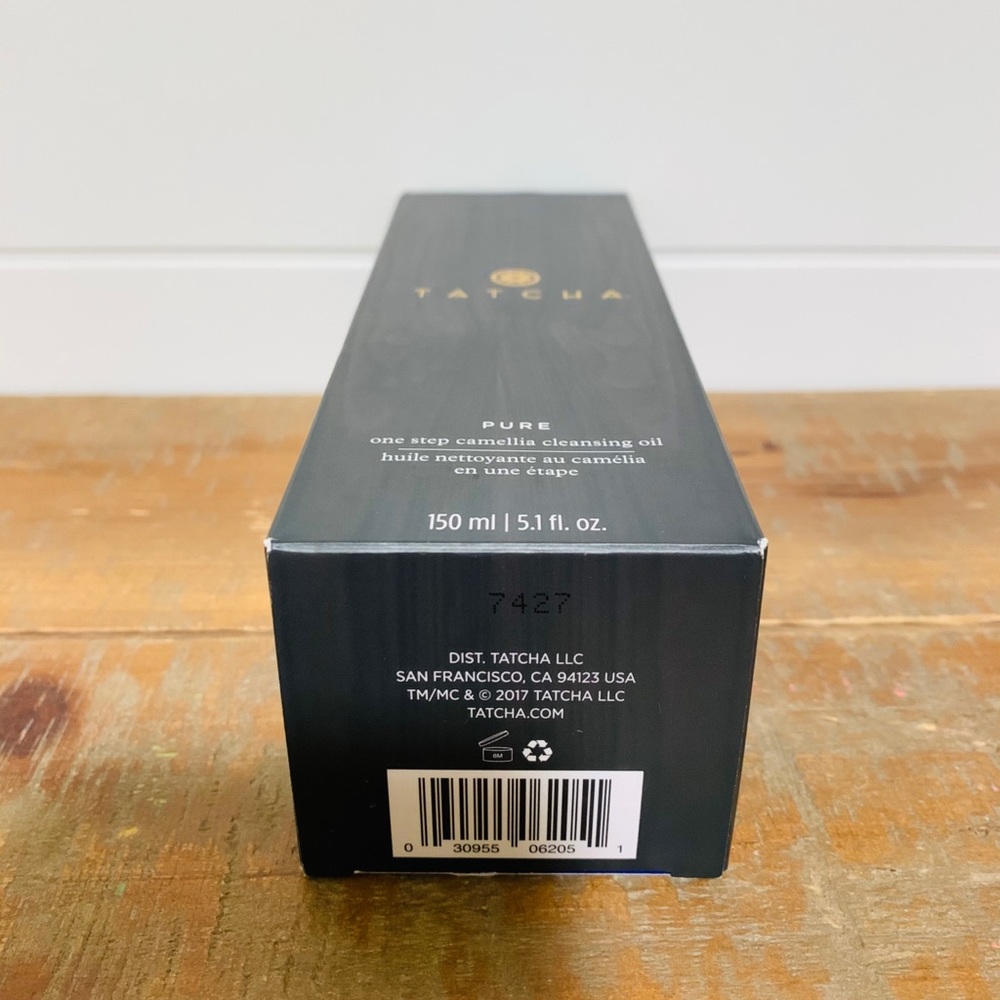 TATCHA
PURE
one step camellia cleansing oil
huile nettoyante au camélia
en une étape
150 ml | 5.1 fl. oz.
7427
DIST. TATCHA LLC
SAN FRANCISCO, CA 94123 USA
TM/MC & © 2017 TATCHA LLC
TATCHA.COM
6M
0 30955 06205 1